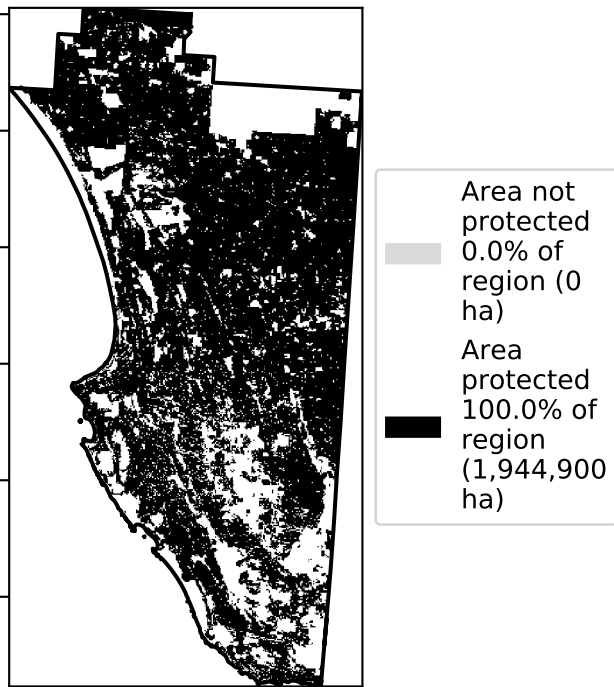 Area not
protected
0.0% of
region (0
ha)
Area
protected
100.0% of
region
(1,944,900
ha)